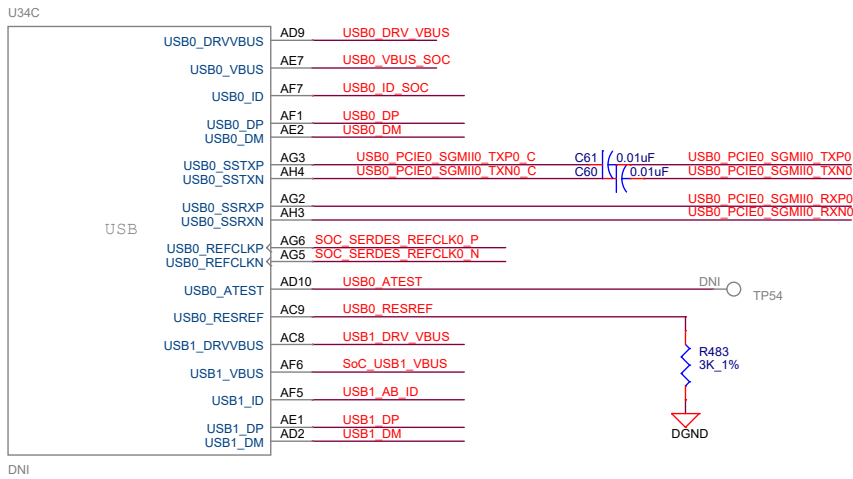 U34C
USB0_DRVVBUS AD9 USB0_DRV_VBUS
USB0_VBUS AE7 USB0_VBUS_SOC
USB0_ID AF7 USB0_ID_SOC
USB0_DP AF1 USB0_DP
USB0_DM AE2 USB0_DM
USB0_SSTXP AG3 USB0_PCIE0_SGMII0_TXP0_C C61 0.01uF USB0_PCIE0_SGMII0_TXP0
USB0_SSTXN AH4 USB0_PCIE0_SGMII0_TXN0_C C60 0.01uF USB0_PCIE0_SGMII0_TXN0
USB0_SSRXP AG2 USB0_PCIE0_SGMII0_RXP0
USB0_SSRXN AH3 USB0_PCIE0_SGMII0_RXN0
USB
USB0_REFCLKP AG6 SOC_SERDES_REFCLK0_P
USB0_REFCLKN AG5 SOC_SERDES_REFCLK0_N
USB0_ATEST AD10 USB0_ATEST DNI TP54
USB0_RESREF AC9 USB0_RESREF
USB1_DRVVBUS AC8 USB1_DRV_VBUS
R483
3K_1%
USB1_VBUS AF6 SoC_USB1_VBUS
USB1_ID AF5 USB1_AB_ID
USB1_DP AE1 USB1_DP
USB1_DM AD2 USB1_DM
DGND
DNI